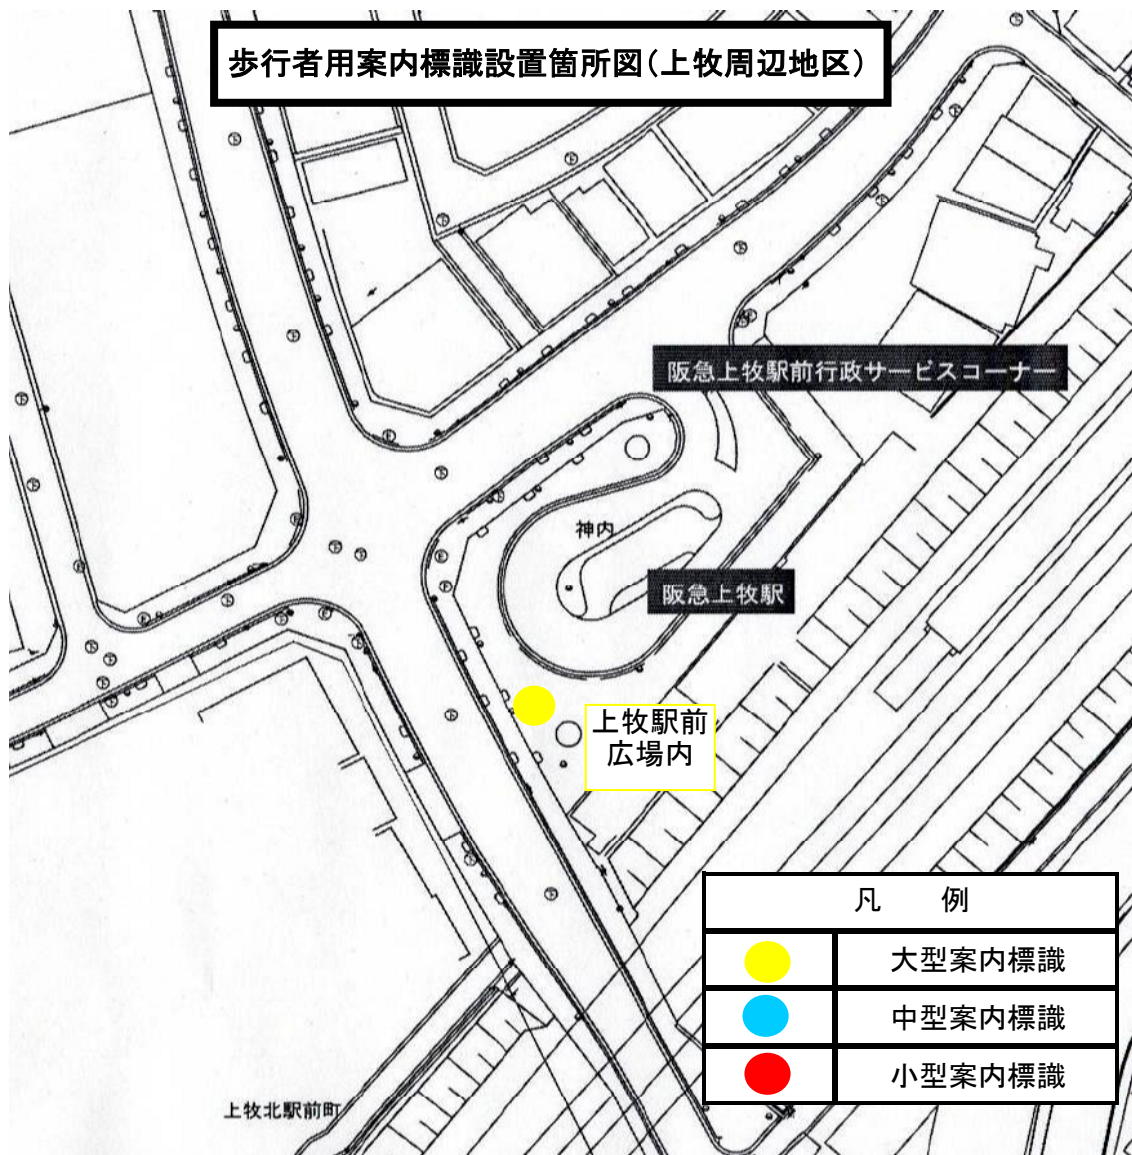 歩行者用案内標識設置箇所図(上牧周辺地区)
阪急上牧駅前行政サービスコーナー
神内
阪急上牧駅
上牧駅前
広場内
凡　例
大型案内標識
中型案内標識
小型案内標識
上牧北駅前町